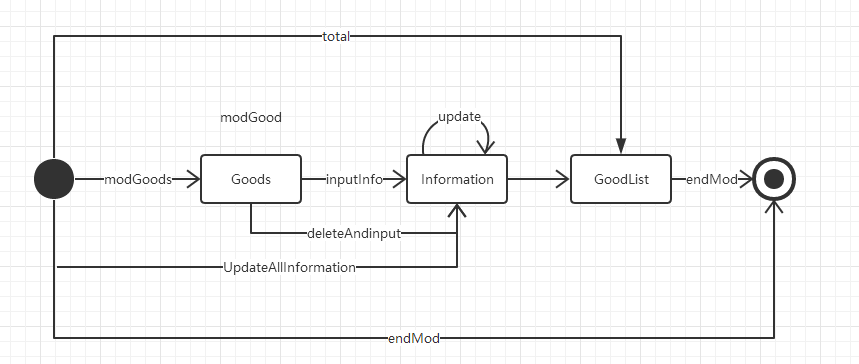 total
modGood
update
modGoods
Goods
inputInfo
Information
GoodList
endMod
deleteAndinput
UpdateAllInformation
endMod